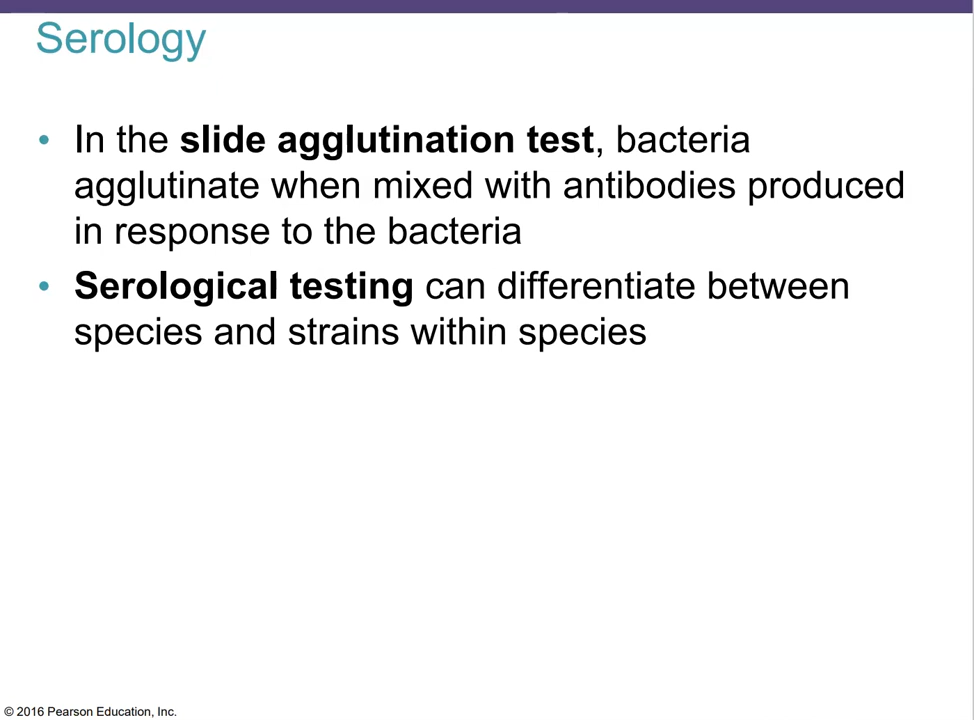 Serology
• In the slide agglutination test, bacteria
agglutinate when mixed with antibodies produced
in response to the bacteria
• Serological testing can differentiate between
species and strains within species
© 2016 Pearson Education, Inc.